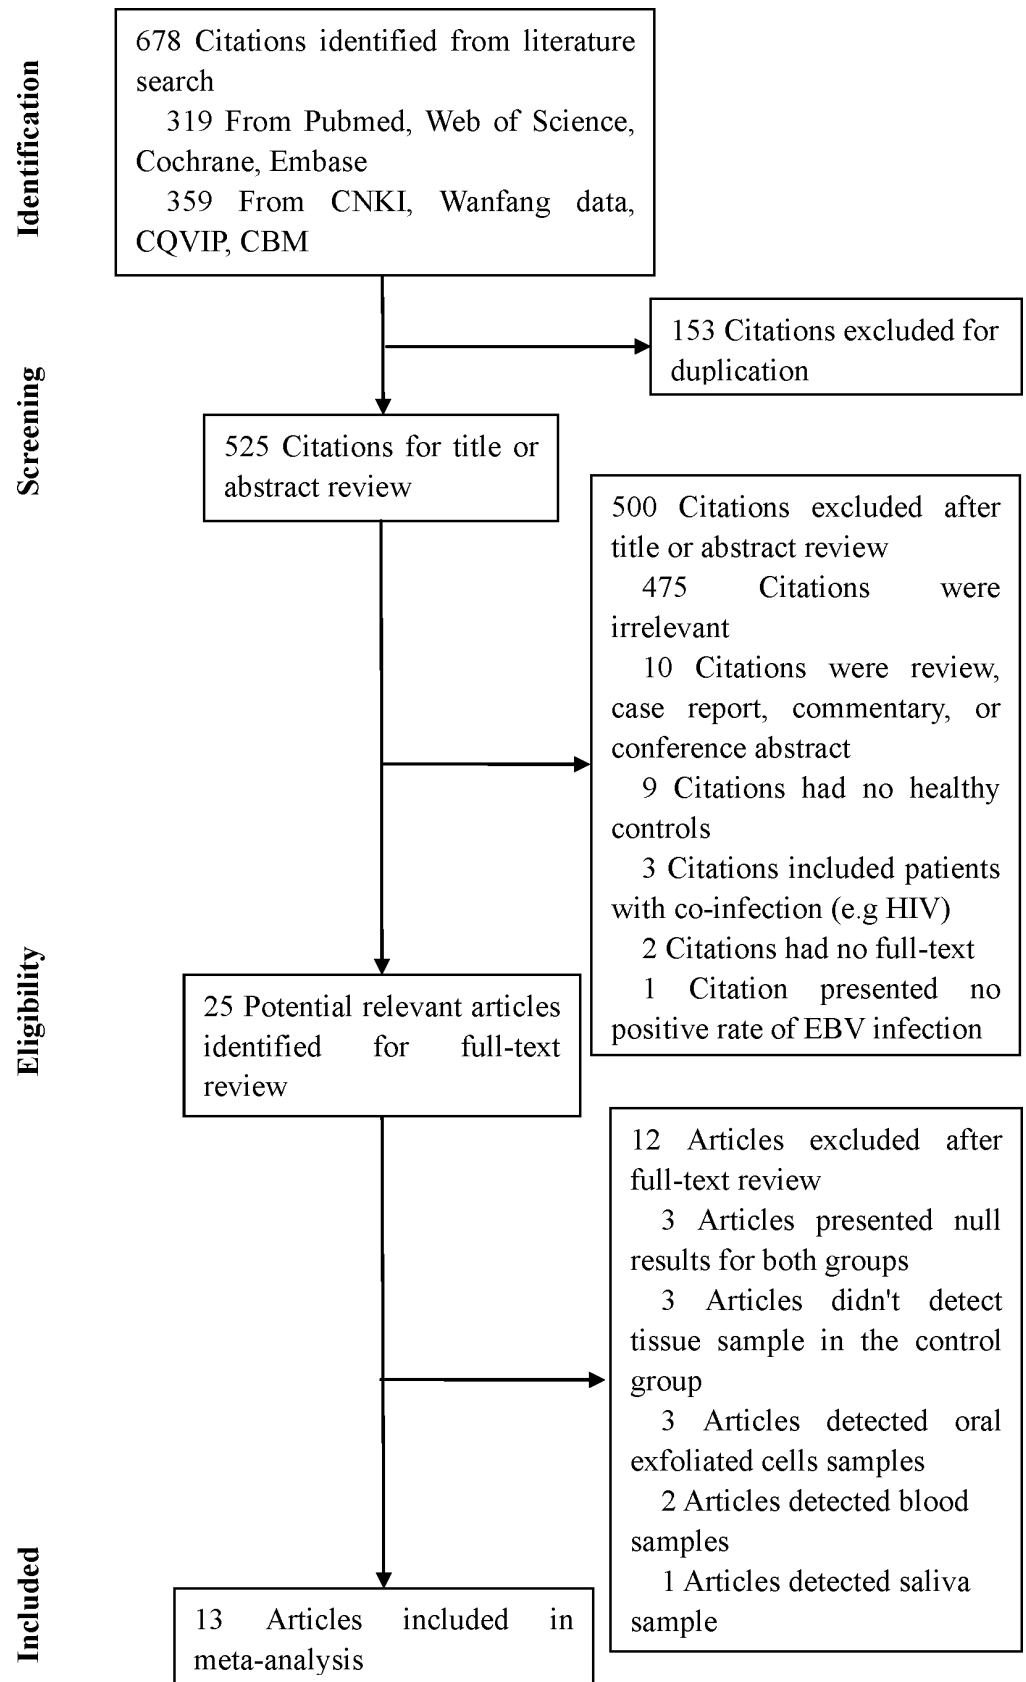 Identification
678 Citations identified from literature
search
319 From Pubmed, Web of Science,
Cochrane, Embase
359 From CNKI, Wanfang data,
CQVIP, CBM
153 Citations excluded for
duplication
Screening
525 Citations for title or
abstract review
500 Citations excluded after
title or abstract review
475 Citations were
irrelevant
10 Citations were review,
case report, commentary, or
conference abstract
9 Citations had no healthy
controls
3 Citations included patients
with co-infection (e.g HIV)
2 Citations had no full-text
1 Citation presented no
positive rate of EBV infection
Eligibility
25 Potential relevant articles
identified for full-text
review
12 Articles excluded after
full-text review
3 Articles presented null
results for both groups
3 Articles didn't detect
tissue sample in the control
group
3 Articles detected oral
exfoliated cells samples
2 Articles detected blood
samples
1 Articles detected saliva
sample
Included
13 Articles included in
meta-analysis